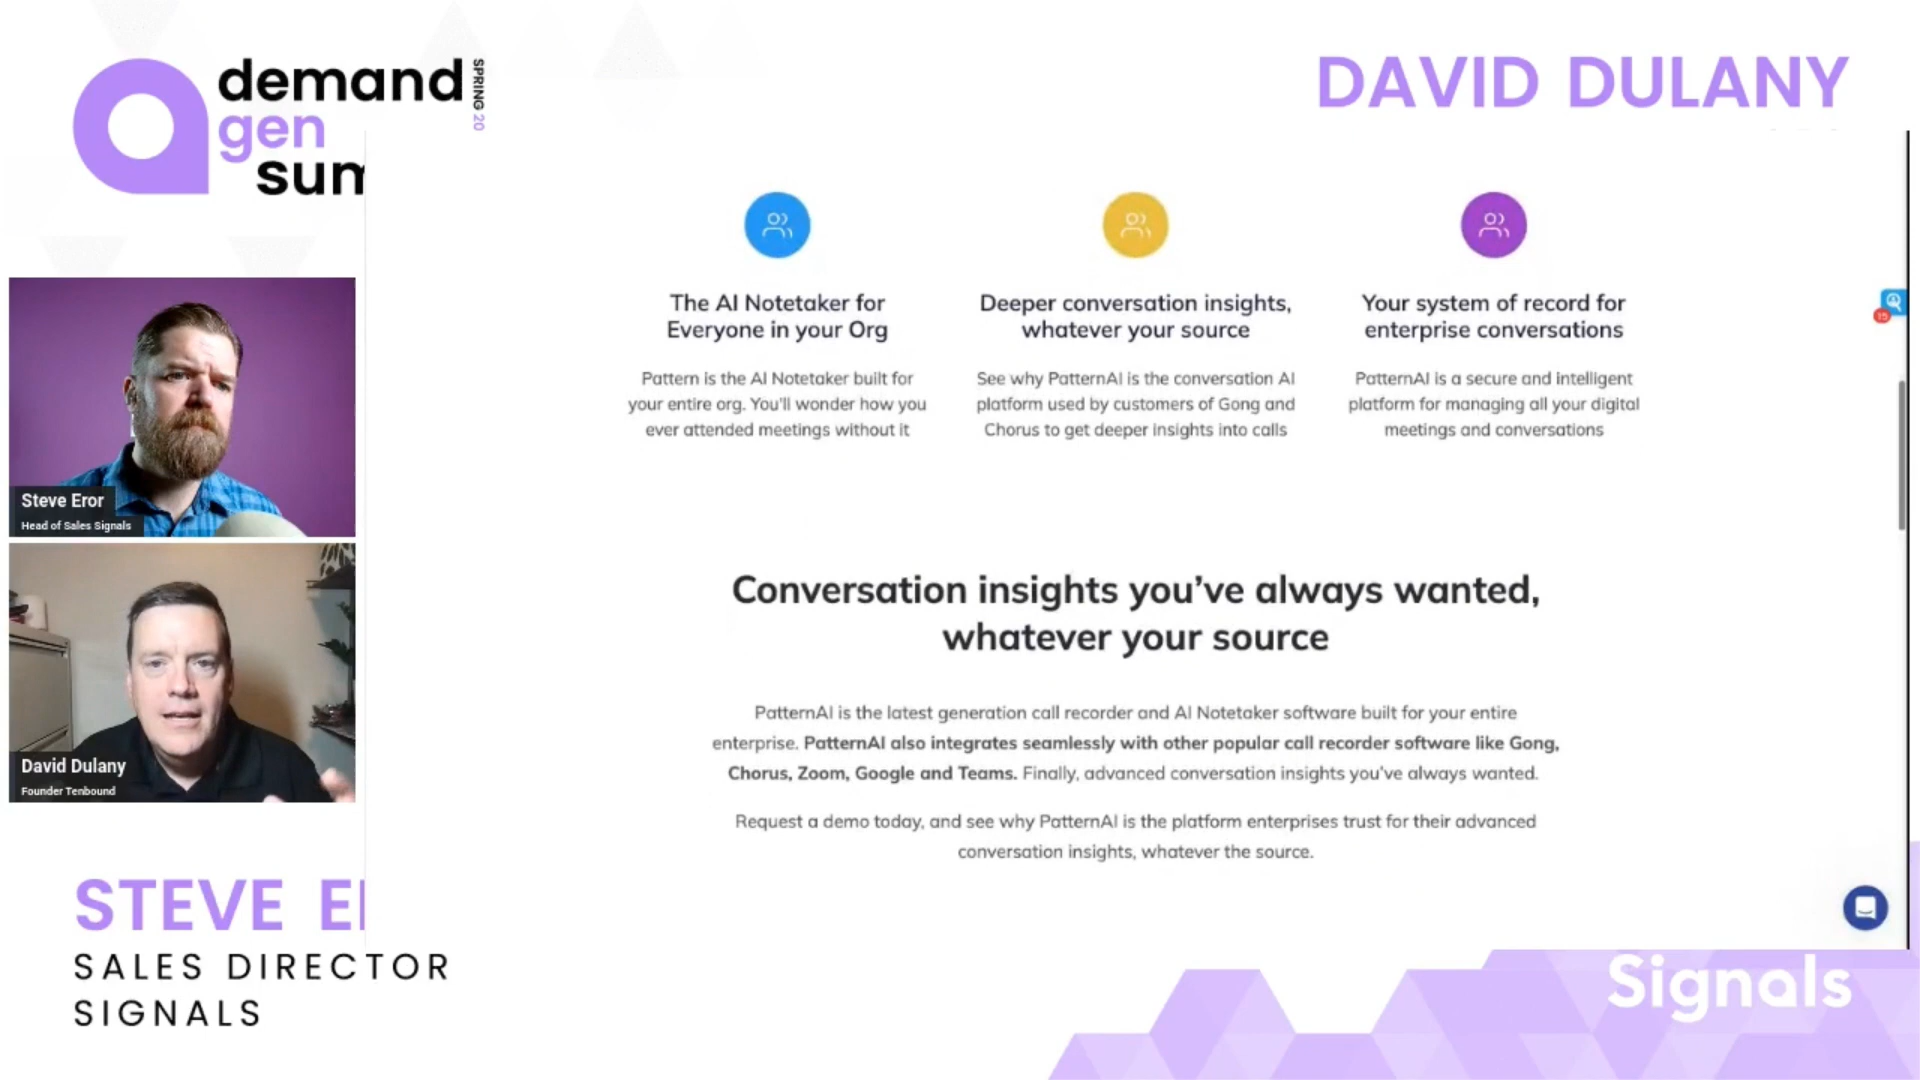 demand
gen
sum
SPRING 20
DAVID DULANY
The AI Notetaker for
Everyone in your Org
Pattern is the AI Notetaker built for
your entire org. You'll wonder how you
ever attended meetings without it
Deeper conversation insights,
whatever your source
See why PatternAI is the conversation AI
platform used by customers of Gong and
Chorus to get deeper insights into calls
Your system of record for
enterprise conversations
PatternAI is a secure and intelligent
platform for managing all your digital
meetings and conversations
15
Steve Eror
Head of Sales Signals
David Dulany
Founder Tenbound
Conversation insights you've always wanted,
whatever your source
PatternAI is the latest generation call recorder and AI Notetaker software built for your entire
enterprise. PatternAI also integrates seamlessly with other popular call recorder software like Gong,
Chorus, Zoom, Google and Teams. Finally, advanced conversation insights you've always wanted.
Request a demo today, and see why PatternAI is the platform enterprises trust for their advanced
conversation insights, whatever the source.
STEVE
SALES DIRECTOR
SIGNALS
Signals